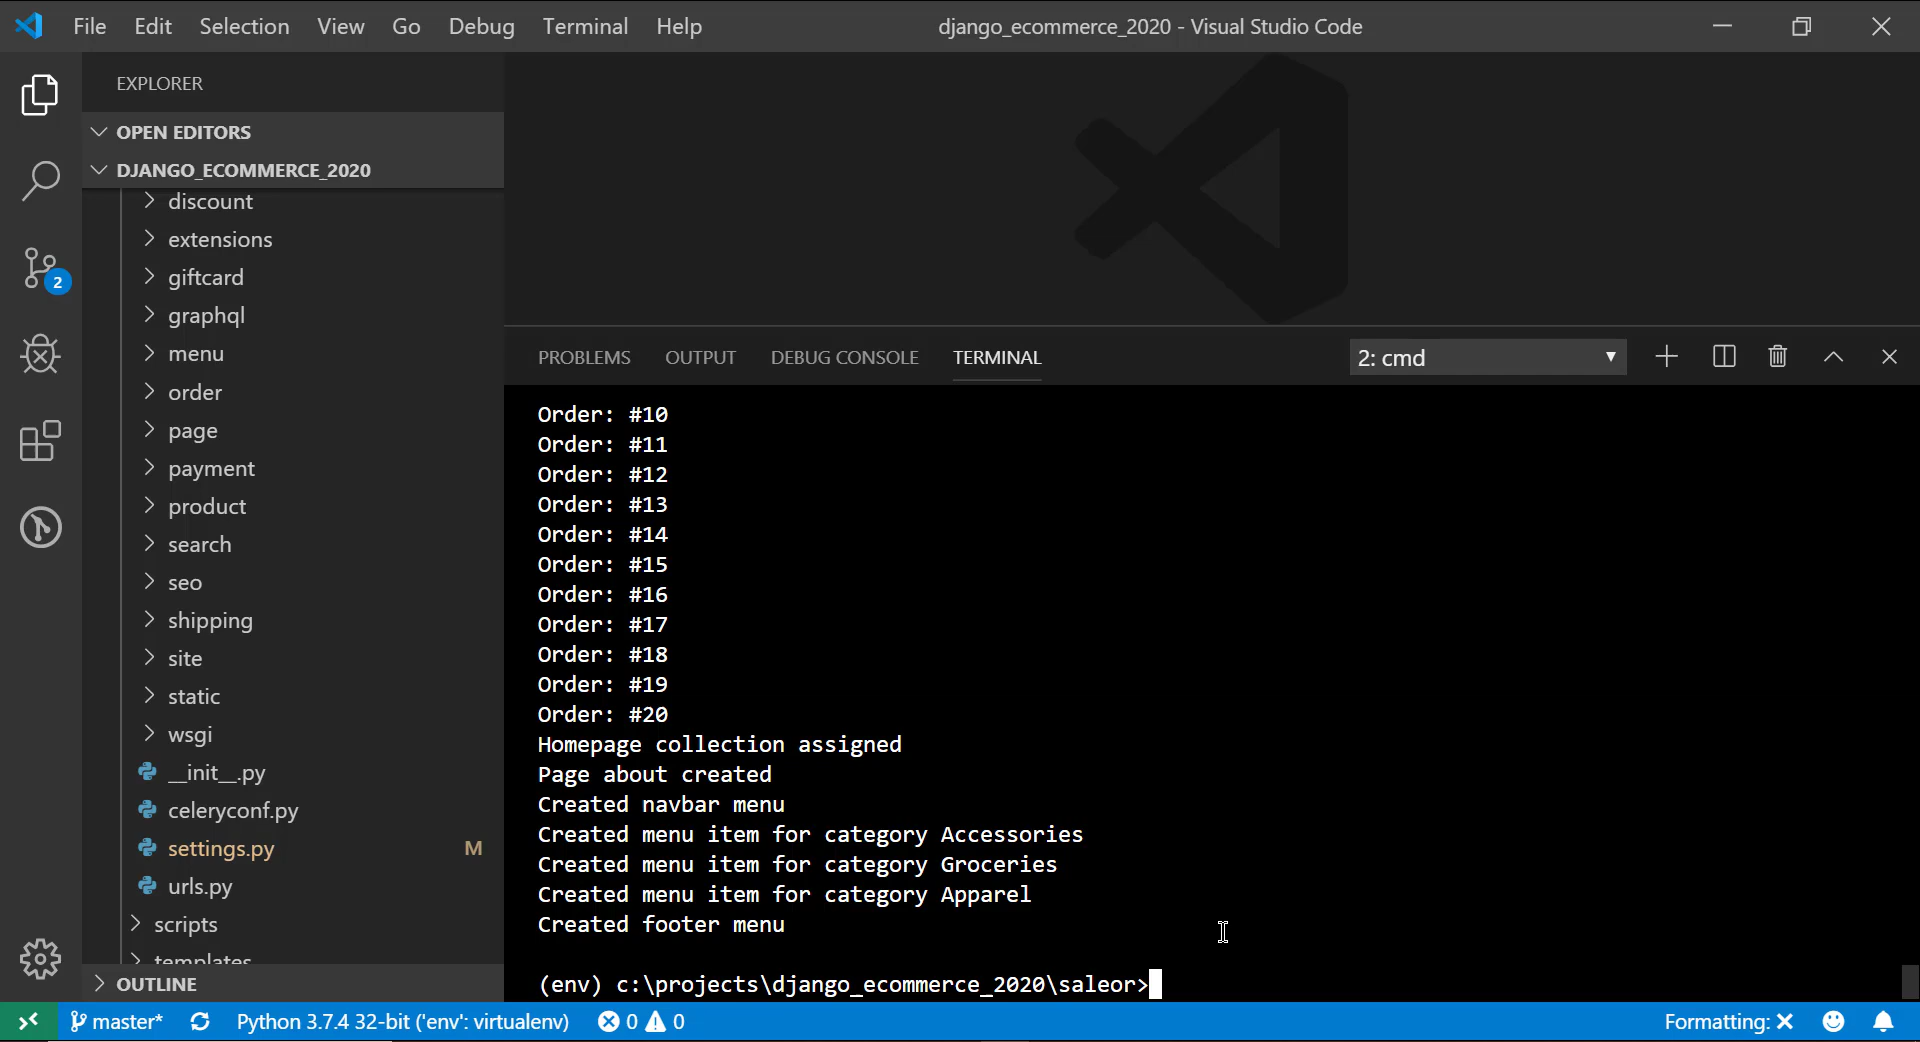 File Edit Selection View Go Debug Terminal Help django_ecommerce_2020 - Visual Studio Code
EXPLORER
OPEN EDITORS
DJANGO_ECOMMERCE_2020
discount
extensions
giftcard
graphql
menu
order
page
payment
product
search
seo
shipping
site
static
wsgi
__init__.py
celeryconf.py
settings.py M
urls.py
scripts
templates
OUTLINE
2
PROBLEMS OUTPUT DEBUG CONSOLE TERMINAL 2: cmd
Order: #10
Order: #11
Order: #12
Order: #13
Order: #14
Order: #15
Order: #16
Order: #17
Order: #18
Order: #19
Order: #20
Homepage collection assigned
Page about created
Created navbar menu
Created menu item for category Accessories
Created menu item for category Groceries
Created menu item for category Apparel
Created footer menu
(env) c:\projects\django_ecommerce_2020\saleor>
master* Python 3.7.4 32-bit ('env': virtualenv) 0 0 Formatting: ✕